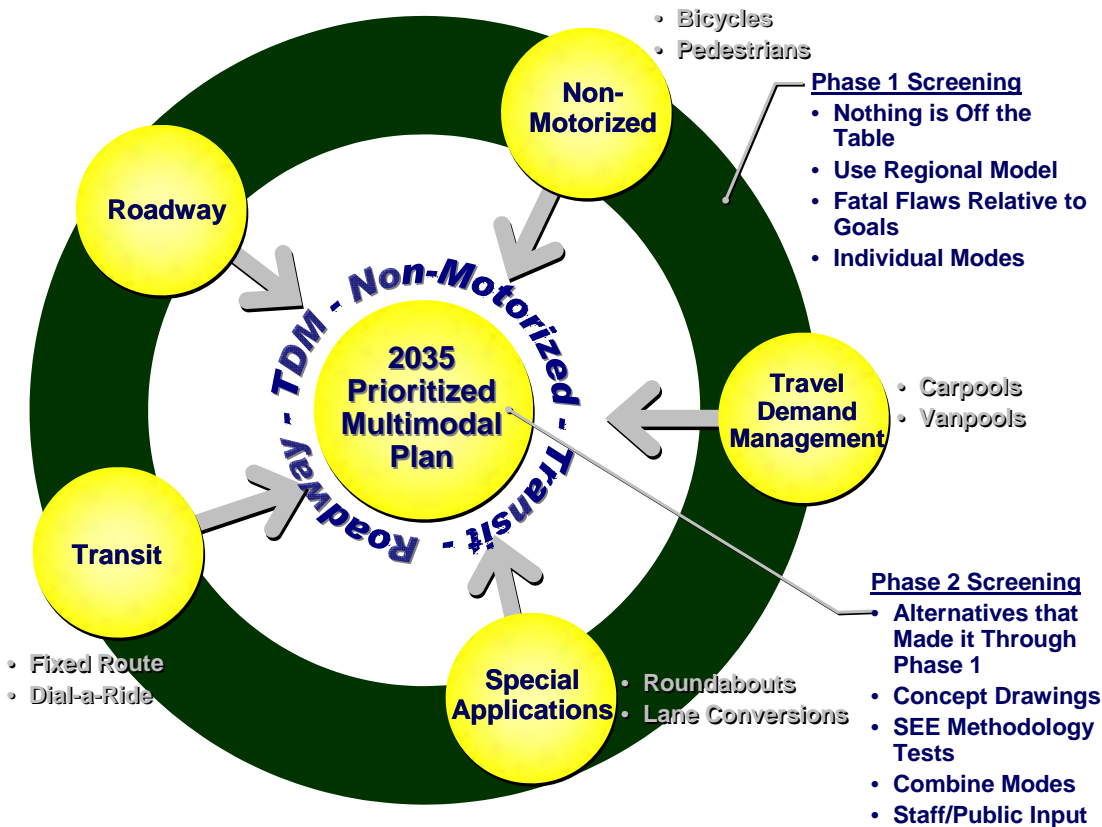 • Bicycles
• Pedestrians
Non-
Motorized
Phase 1 Screening
• Nothing is Off the
Table
• Use Regional Model
• Fatal Flaws Relative to
Goals
• Individual Modes
Roadway
Roadway - TDM - Non-Motorized - Transit -
2035
Prioritized
Multimodal
Plan
Travel
Demand
Management
• Carpools
• Vanpools
Transit
• Fixed Route
• Dial-a-Ride
Special
Applications
• Roundabouts
• Lane Conversions
Phase 2 Screening
• Alternatives that
Made it Through
Phase 1
• Concept Drawings
• SEE Methodology
Tests
• Combine Modes
• Staff/Public Input